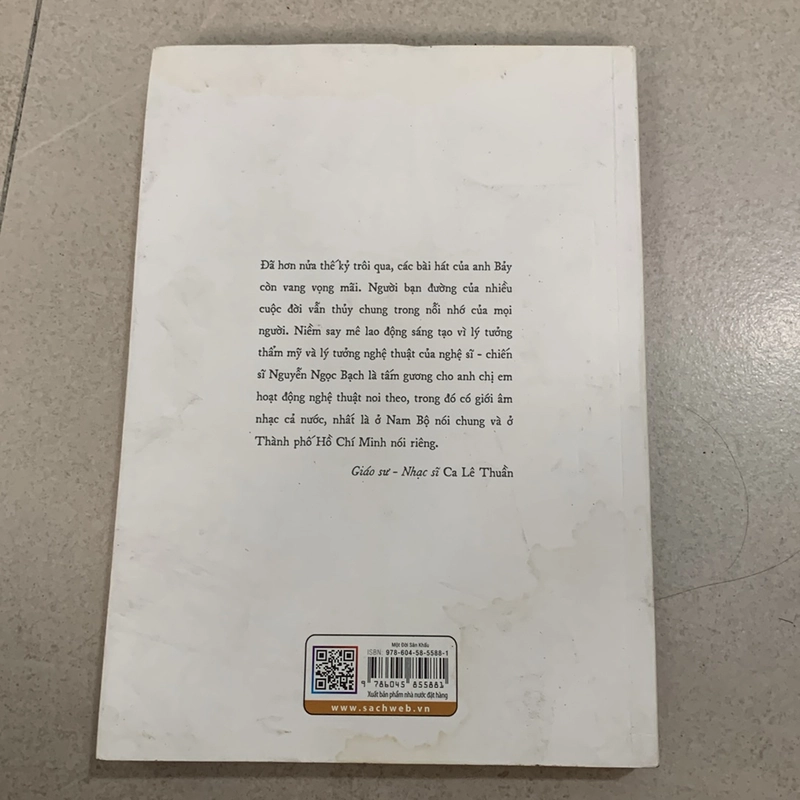 Đã hơn nửa thế kỷ trôi qua, các bài hát của anh Bảy
còn vang vọng mãi. Người bạn đường của nhiều
cuộc đời vẫn thủy chung trong nỗi nhớ của mọi
người. Niềm say mê lao động sáng tạo vì lý tưởng
thẩm mỹ và lý tưởng nghệ thuật của nghệ sĩ - chiến
sĩ Nguyễn Ngọc Bạch là tấm gương cho anh chị em
hoạt động nghệ thuật noi theo, trong đó có giới âm
nhạc cả nước, nhất là ở Nam Bộ nói chung và ở
Thành phố Hồ Chí Minh nói riêng.
Giáo sư - Nhạc sĩ Ca Lê Thuần
Một Đời Sân Khấu
ISBN: 978-604-58-5588-1
9 786045 855881
Xuất bản phẩm nhà nước đặt hàng
www.sachweb.vn